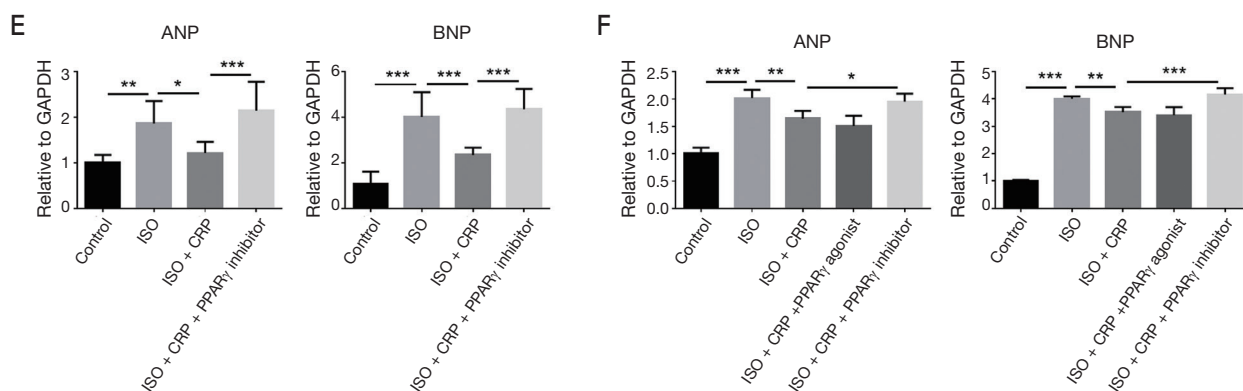 E
ANP
Relative to GAPDH
3
2
1
0
**
*
***
Control
ISO
ISO + CRP
ISO + CRP + PPARγ inhibitor
BNP
Relative to GAPDH
6
4
2
0
***
***
***
Control
ISO
ISO + CRP
ISO + CRP + PPARγ inhibitor
F
ANP
Relative to GAPDH
2.5
2.0
1.5
1.0
0.5
0.0
***
**
*
Control
ISO
ISO + CRP
ISO + CRP +PPARγ agonist
ISO + CRP + PPARγ inhibitor
BNP
Relative to GAPDH
5
4
3
2
1
0
***
**
***
Control
ISO
ISO + CRP
ISO + CRP +PPARγ agonist
ISO + CRP + PPARγ inhibitor